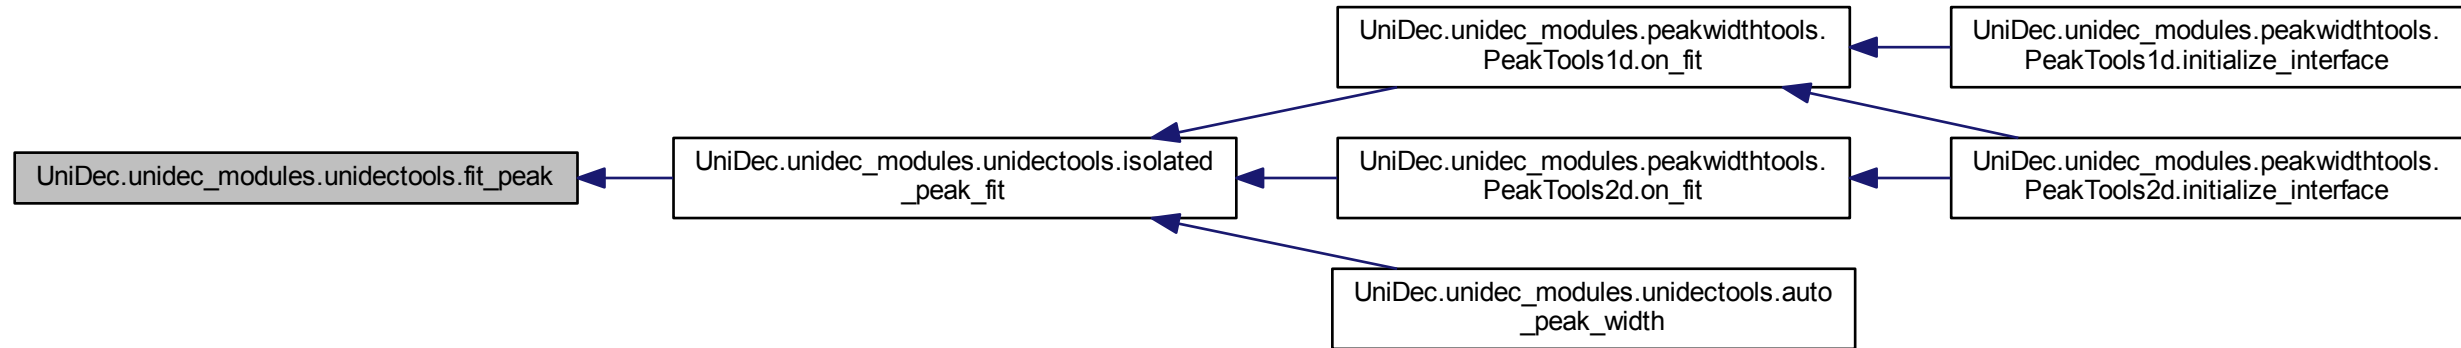 UniDec.unidec_modules.unidectools.fit_peak
UniDec.unidec_modules.unidectools.isolated
_peak_fit
UniDec.unidec_modules.peakwidthtools.
PeakTools1d.on_fit
UniDec.unidec_modules.peakwidthtools.
PeakTools2d.on_fit
UniDec.unidec_modules.unidectools.auto
_peak_width
UniDec.unidec_modules.peakwidthtools.
PeakTools1d.initialize_interface
UniDec.unidec_modules.peakwidthtools.
PeakTools2d.initialize_interface